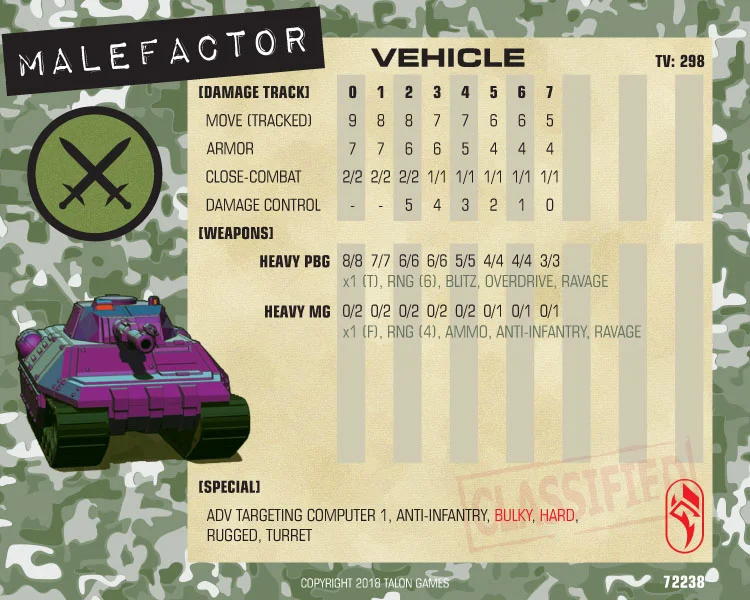 MALEFACTOR
VEHICLE TV: 298
[DAMAGE TRACK] 0 1 2 3 4 5 6 7
MOVE (TRACKED) 9 8 8 7 7 6 6 5
ARMOR 7 7 6 6 5 4 4 4
CLOSE-COMBAT 2/2 2/2 2/2 1/1 1/1 1/1 1/1 1/1
DAMAGE CONTROL - - 5 4 3 2 1 0
[WEAPONS]
HEAVY PBG 8/8 7/7 6/6 6/6 5/5 4/4 4/4 3/3
x1 (T), RNG (6), BLITZ, OVERDRIVE, RAVAGE
HEAVY MG 0/2 0/2 0/2 0/2 0/2 0/1 0/1 0/1
x1 (F), RNG (4), AMMO, ANTI-INFANTRY, RAVAGE
[SPECIAL]
CLASSIFIED
ADV TARGETING COMPUTER 1, ANTI-INFANTRY, BULKY, HARD,
RUGGED, TURRET
COPYRIGHT 2018 TALON GAMES 72238